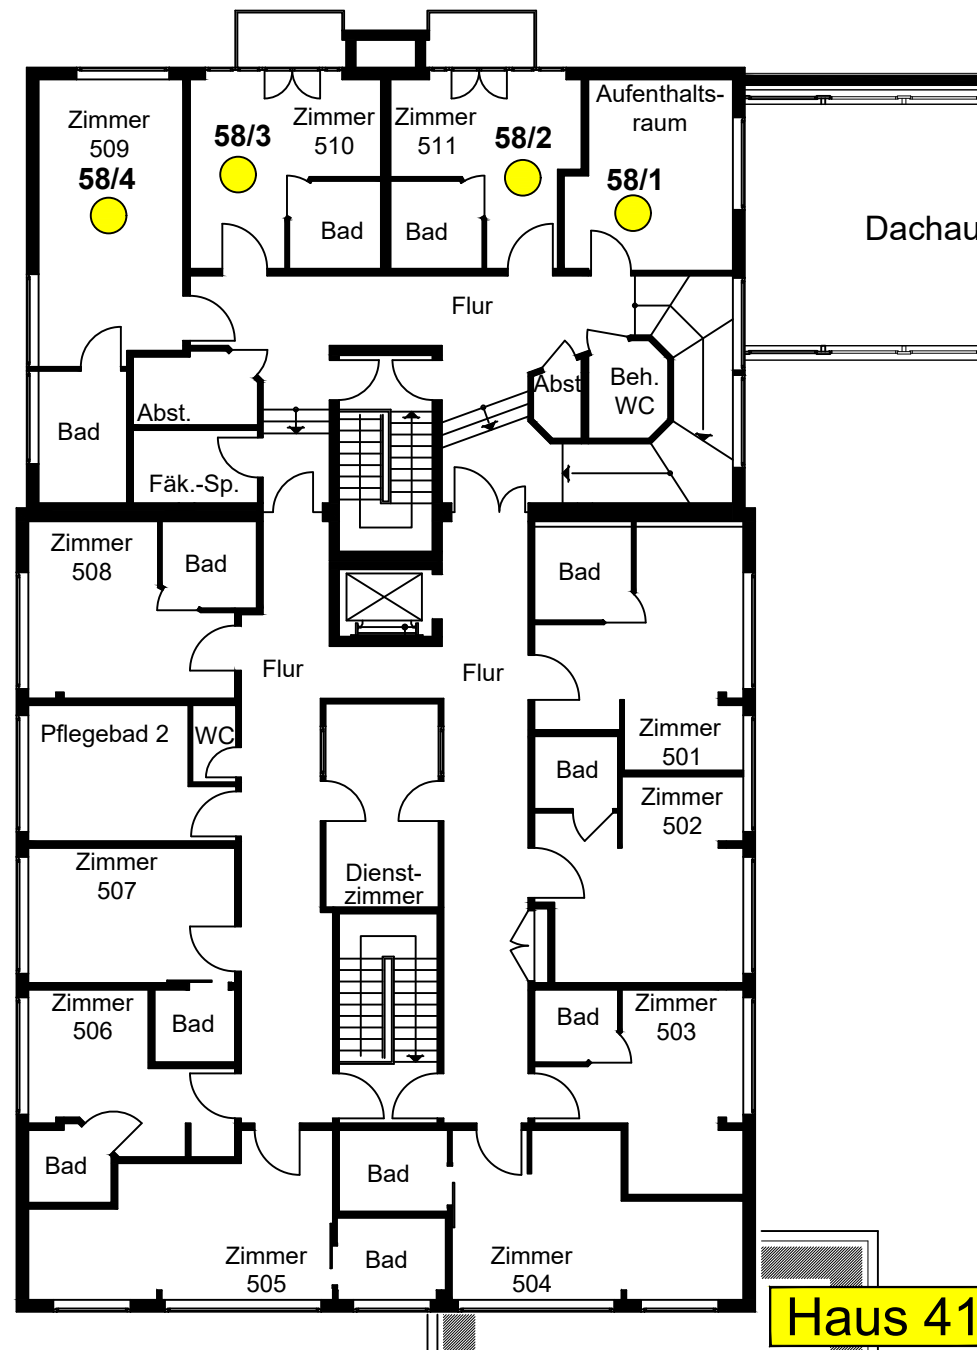 Zimmer
509
58/4
58/3
Zimmer
510
Zimmer
511
58/2
Aufenthalts-
raum
58/1
Bad
Bad
Dachau
Flur
Bad
Abst.
Fäk.-Sp.
Abst
Beh.
WC
Zimmer
508
Bad
Bad
Flur
Flur
Pflegebad 2
WC
Zimmer
501
Bad
Zimmer
502
Zimmer
507
Dienst-
zimmer
Zimmer
506
Bad
Bad
Zimmer
503
Bad
Bad
Zimmer
505
Bad
Zimmer
504
Haus 41